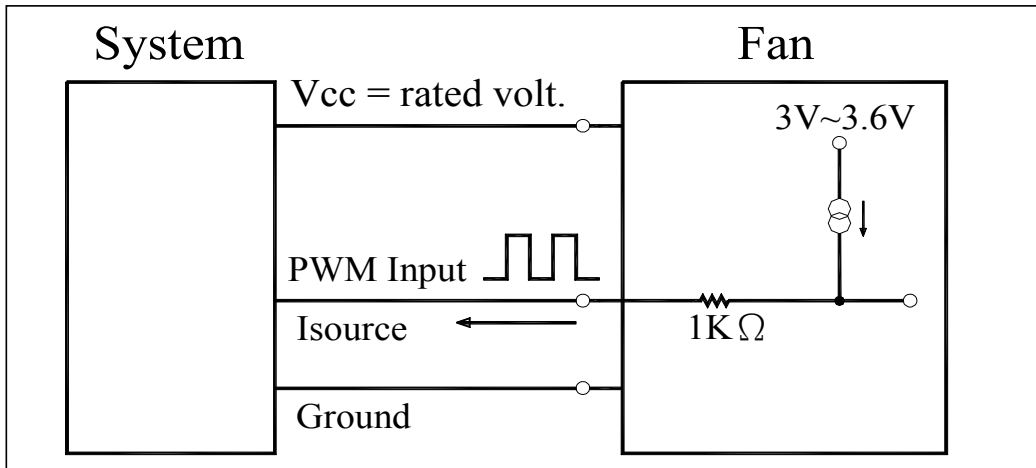 System
Fan
Vcc = rated volt.
3V~3.6V
PWM Input
Isource
1KΩ
Ground